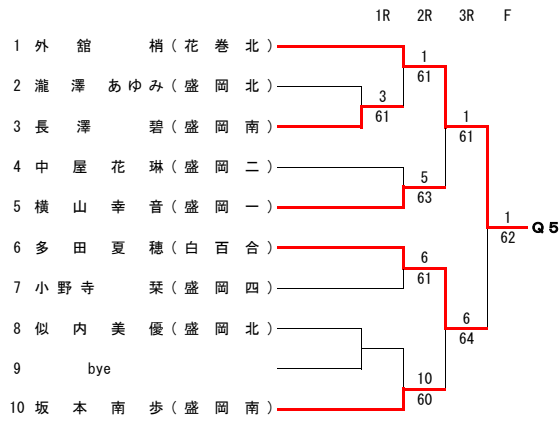 1R 2R 3R F
1 外舘 梢(花巻北)
1
61
2 瀧澤あゆみ(盛岡北)
3
61
3 長澤 碧(盛岡南)
1
61
4 中屋花琳(盛岡二)
5
63
5 横山幸音(盛岡一)
1
62
Q5
6 多田夏穂(白百合)
6
61
7 小野寺 栞(盛岡四)
6
64
8 似内美優(盛岡北)
9 bye
10
60
10 坂本南歩(盛岡南)